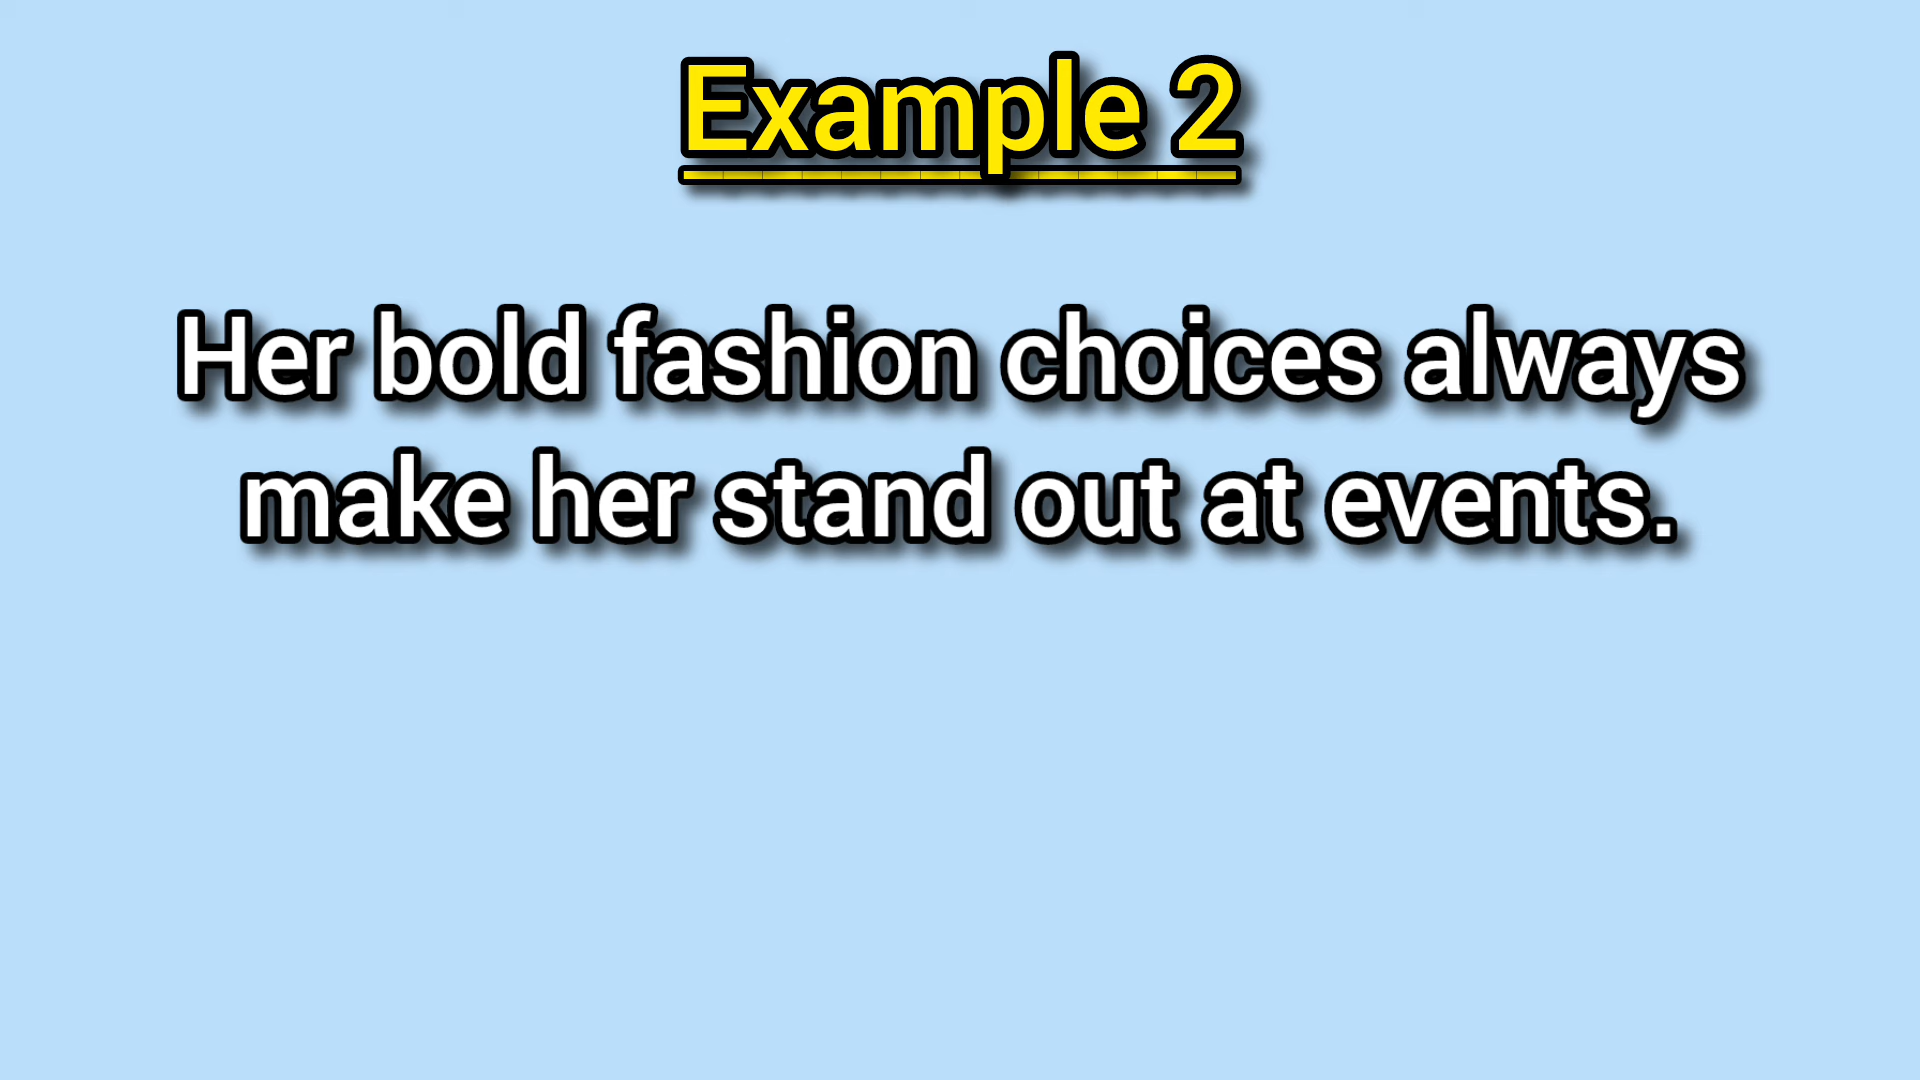 Example 2
Her bold fashion choices always
make her stand out at events.